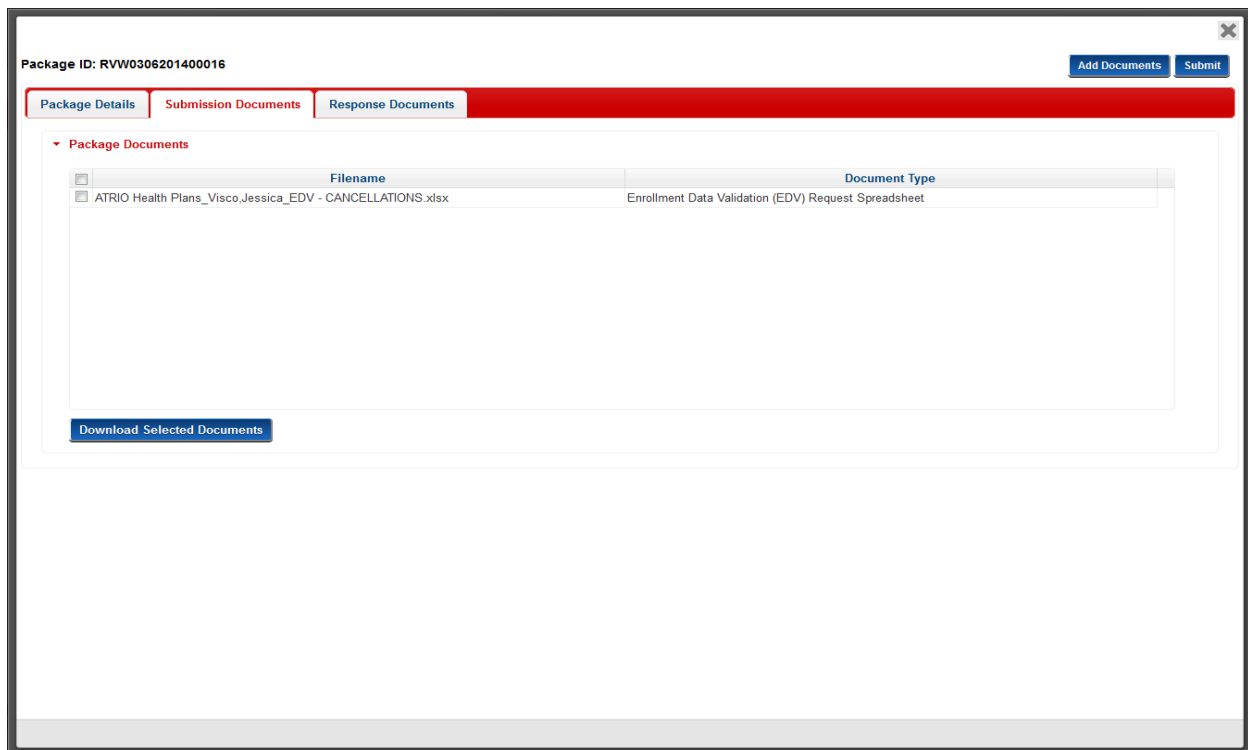 Package ID: RVW0306201400016
Add Documents Submit
Package Details Submission Documents Response Documents
Package Documents
Filename Document Type
ATRIO Health Plans_Visco,Jessica_EDV - CANCELLATIONS.xlsx Enrollment Data Validation (EDV) Request Spreadsheet
Download Selected Documents